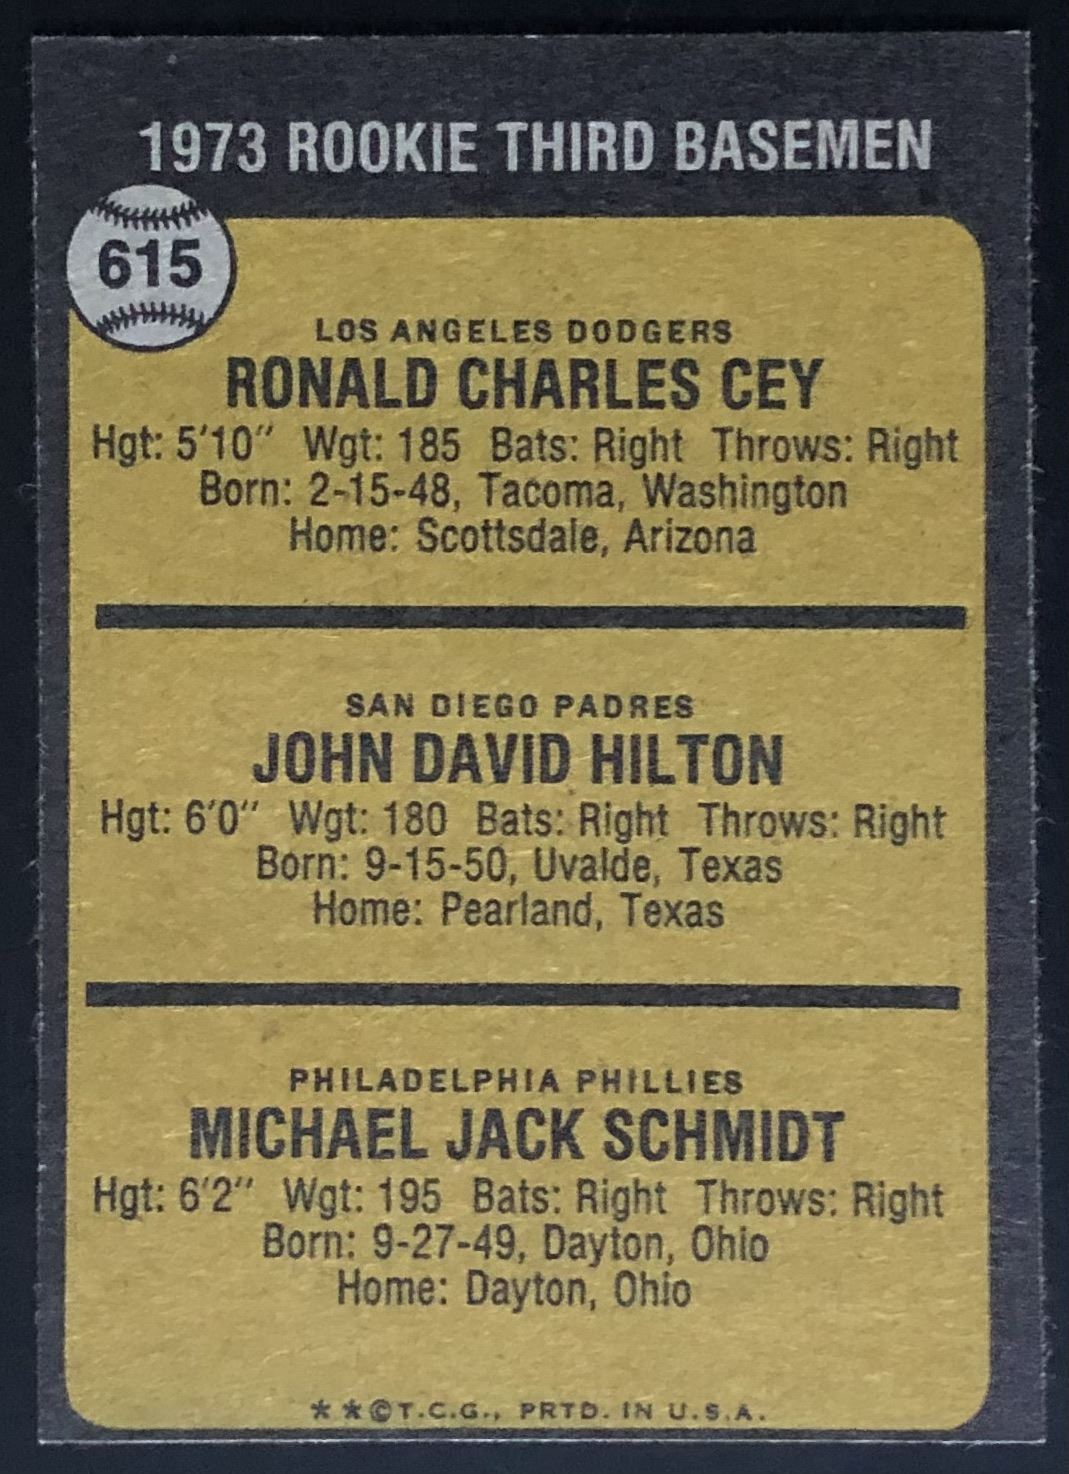 1973 ROOKIE THIRD BASEMEN
615
LOS ANGELES DODGERS
RONALD CHARLES CEY
Hgt: 5'10" Wgt: 185 Bats: Right Throws: Right
Born: 2-15-48, Tacoma, Washington
Home: Scottsdale, Arizona
SAN DIEGO PADRES
JOHN DAVID HILTON
Hgt: 6'0" Wgt: 180 Bats: Right Throws: Right
Born: 9-15-50, Uvalde, Texas
Home: Pearland, Texas
PHILADELPHIA PHILLIES
MICHAEL JACK SCHMIDT
Hgt: 6'2" Wgt: 195 Bats: Right Throws: Right
Born: 9-27-49, Dayton, Ohio
Home: Dayton, Ohio
**©T.C.G., PRTD. IN U.S.A.